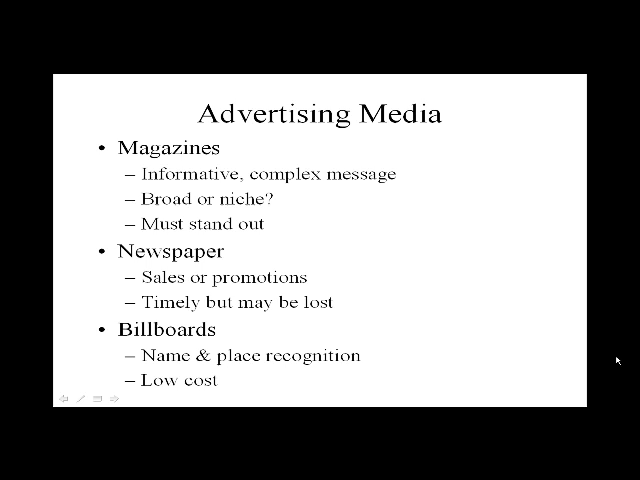 Advertising Media
• Magazines
– Informative, complex message
– Broad or niche?
– Must stand out
• Newspaper
– Sales or promotions
– Timely but may be lost
• Billboards
– Name & place recognition
– Low cost